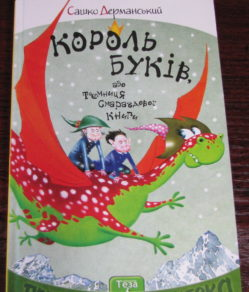 Сашко Дерманський
КОРОЛЬ
БУКІВ,
або
Таємниця
Смарагдової
Книги
Теза